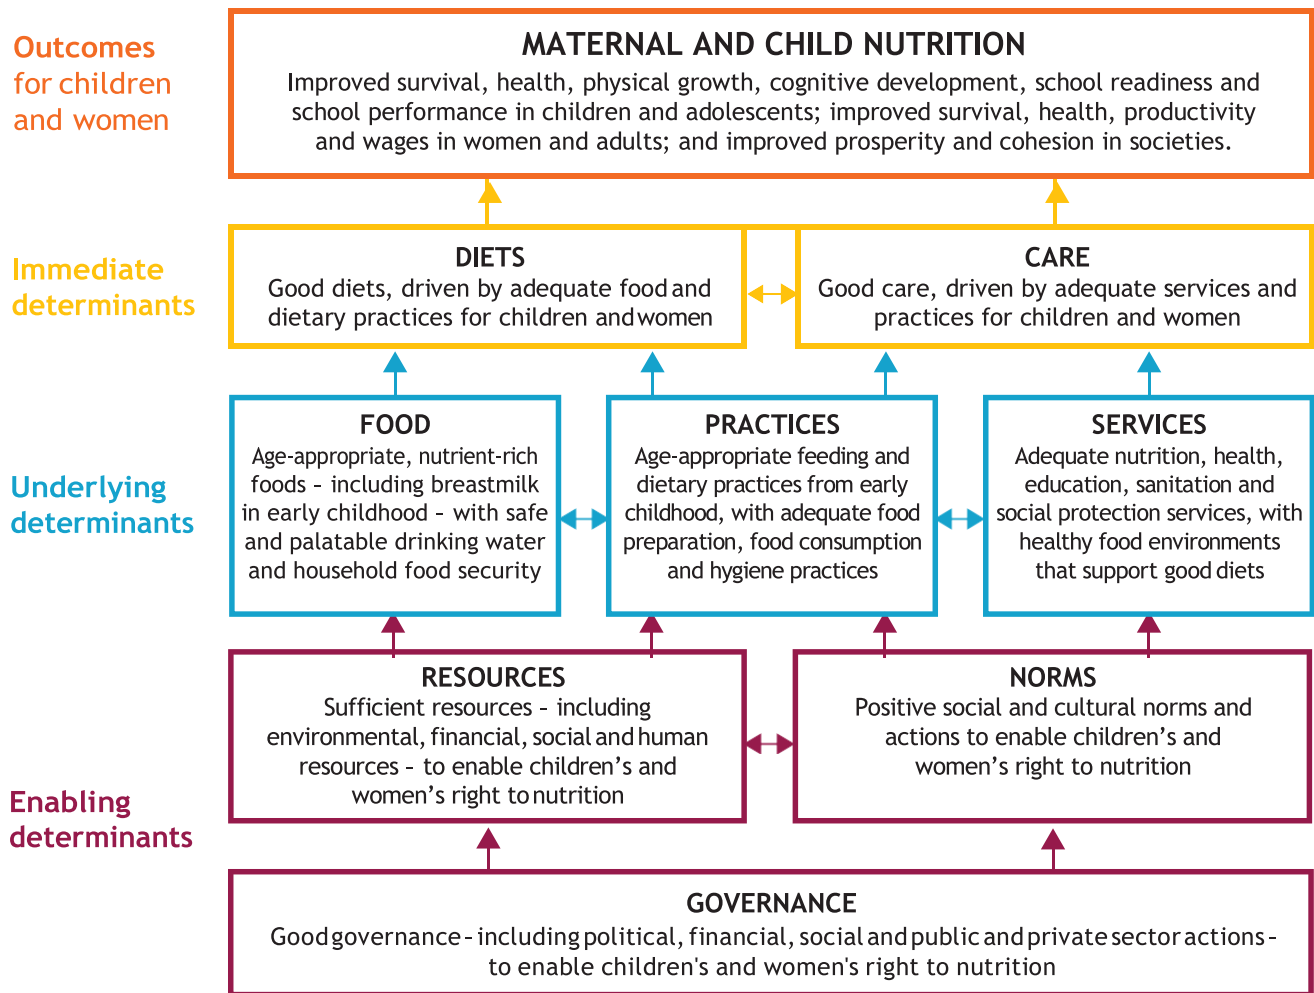 Outcomes
for children
and women
MATERNAL AND CHILD NUTRITION
Improved survival, health, physical growth, cognitive development, school readiness and
school performance in children and adolescents; improved survival, health, productivity
and wages in women and adults; and improved prosperity and cohesion in societies.
Immediate
determinants
DIETS
Good diets, driven by adequate food and
dietary practices for children and women
CARE
Good care, driven by adequate services and
practices for children and women
Underlying
determinants
FOOD
Age-appropriate, nutrient-rich
foods – including breastmilk
in early childhood – with safe
and palatable drinking water
and household food security
PRACTICES
Age-appropriate feeding and
dietary practices from early
childhood, with adequate food
preparation, food consumption
and hygiene practices
SERVICES
Adequate nutrition, health,
education, sanitation and
social protection services, with
healthy food environments
that support good diets
Enabling
determinants
RESOURCES
Sufficient resources – including
environmental, financial, social and human
resources – to enable children’s and
women’s right to nutrition
NORMS
Positive social and cultural norms and
actions to enable children’s and
women’s right to nutrition
GOVERNANCE
Good governance – including political, financial, social and public and private sector actions –
to enable children's and women's right to nutrition